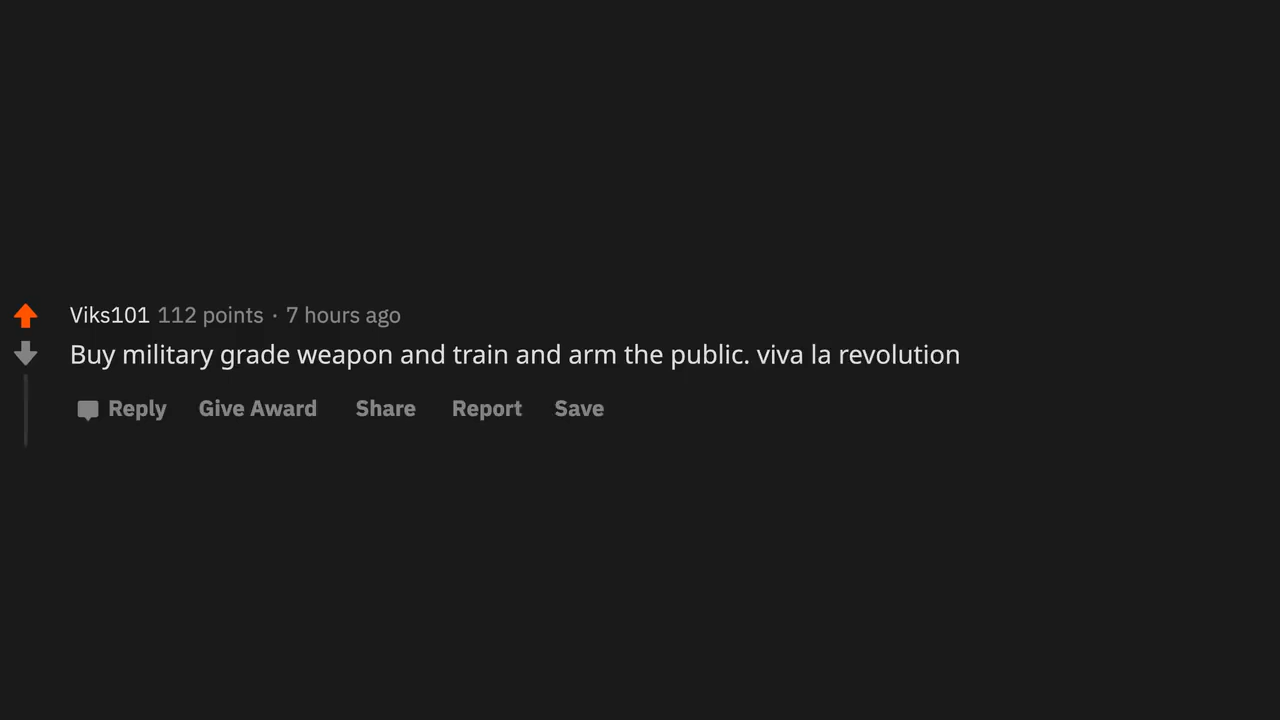 Viks101 112 points · 7 hours ago
Buy military grade weapon and train and arm the public. viva la revolution
Reply Give Award Share Report Save